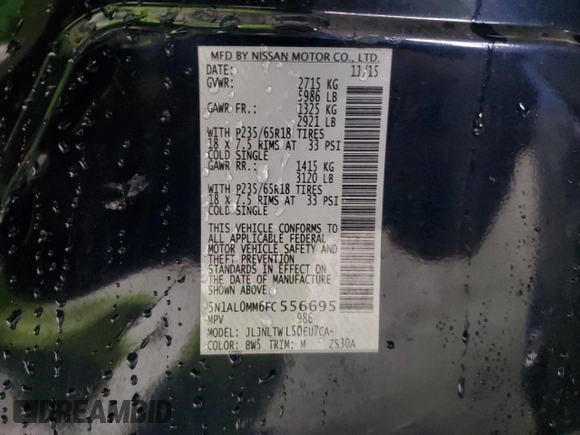 MFD BY NISSAN MOTOR CO., LTD.
DATE: 11/15
GVWR: 2715 KG
5986 LB
GAWR FR.: 1325 KG
2921 LB
WITH P235/65R18 TIRES
18 X 7.5 RIMS AT 33 PSI
COLD SINGLE
GAWR RR.: 1415 KG
3120 LB
WITH P235/65R18 TIRES
18 X 7.5 RIMS AT 33 PSI
COLD SINGLE
THIS VEHICLE CONFORMS TO
ALL APPLICABLE FEDERAL
MOTOR VEHICLE SAFETY AND
THEFT PREVENTION
STANDARDS IN EFFECT ON
THE DATE OF MANUFACTURE
SHOWN ABOVE.
5N1AL0MM6FC556695
MPV 986
MODEL: JLJNLTWL50EU7CA-
COLOR: BW5 TRIM: M ZS30A
DREAMBID